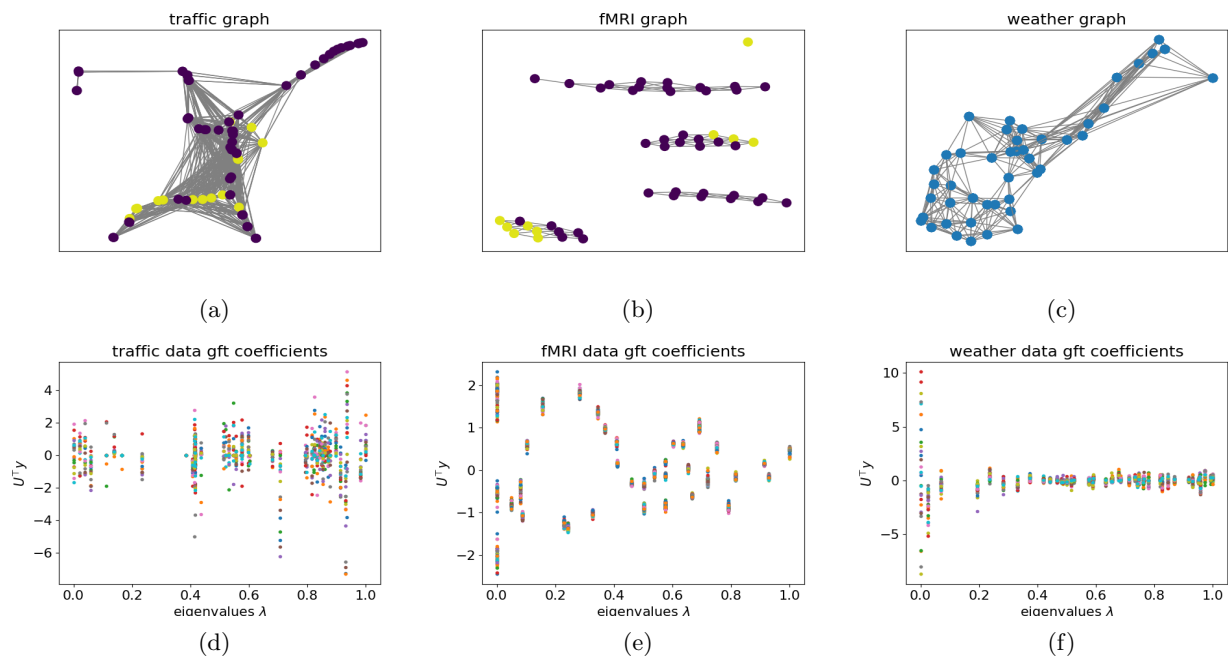 traffic graph
fMRI graph
weather graph
(a)
(b)
(c)
traffic data gft coefficients
4
2
0
−2
−4
−6
U⊤y
0.0 0.2 0.4 0.6 0.8 1.0
eigenvalues λ
(d)
fMRI data gft coefficients
2
1
0
−1
−2
U⊤y
0.0 0.2 0.4 0.6 0.8 1.0
eigenvalues λ
(e)
weather data gft coefficients
10
5
0
−5
U⊤y
0.0 0.2 0.4 0.6 0.8 1.0
eigenvalues λ
(f)